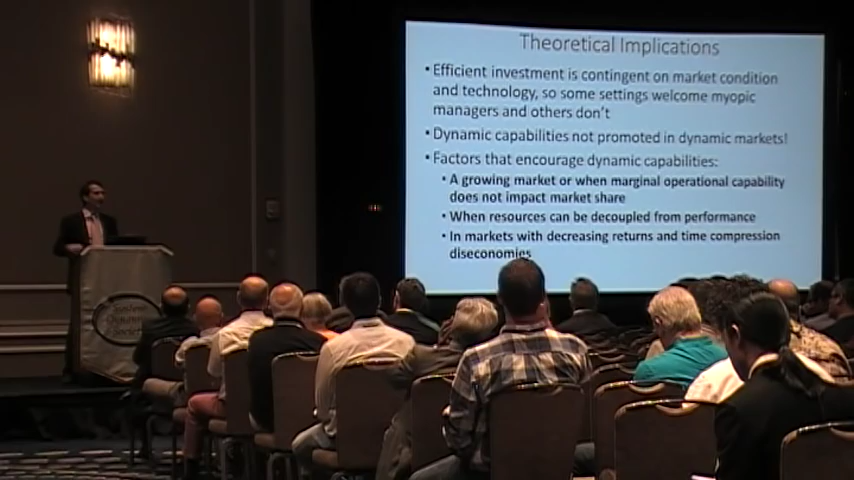 Theoretical Implications
• Efficient investment is contingent on market condition
and technology, so some settings welcome myopic
managers and others don't
• Dynamic capabilities not promoted in dynamic markets!
• Factors that encourage dynamic capabilities:
• A growing market or when marginal operational capability
does not impact market share
• When resources can be decoupled from performance
• In markets with decreasing returns and time compression
diseconomies
System
Dynamics
Society